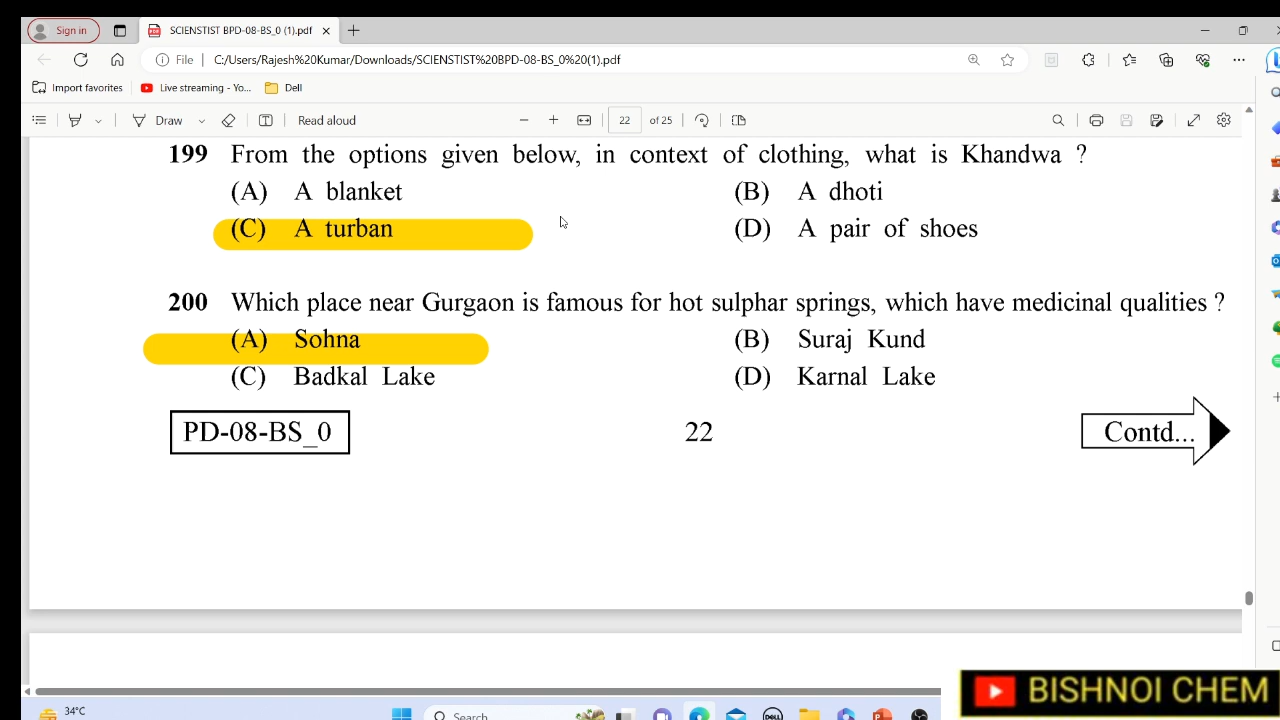 Sign in
SCIENSTIST BPD-08-BS_0 (1).pdf
File
C:/Users/Rajesh%20Kumar/Downloads/SCIENSTIST%20BPD-08-BS_0%20(1).pdf
Import favorites
Live streaming - Yo...
Dell
Draw
Read aloud
22 of 25
199 From the options given below, in context of clothing, what is Khandwa ?
(A) A blanket (B) A dhoti
(C) A turban (D) A pair of shoes
200 Which place near Gurgaon is famous for hot sulphar springs, which have medicinal qualities ?
(A) Sohna (B) Suraj Kund
(C) Badkal Lake (D) Karnal Lake
PD-08-BS_0 22 Contd...
BISHNOI CHEM
34°C
Search